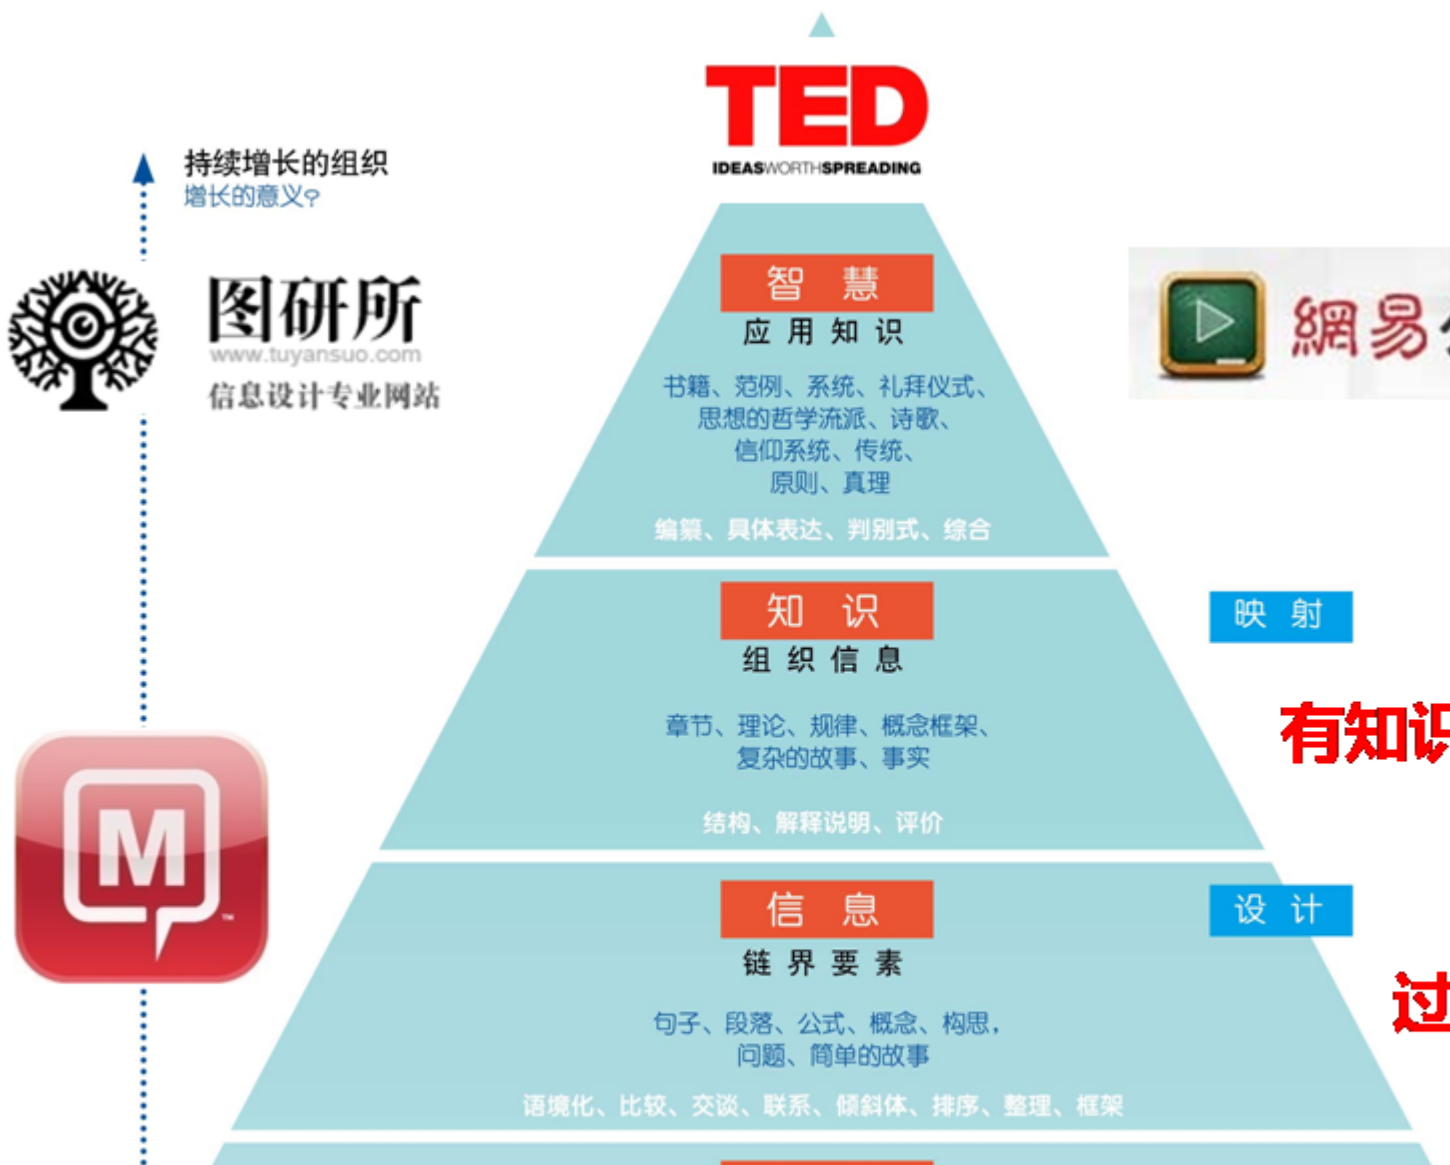 TED
IDEASWORTHSPREADING
持续增长的组织
增长的意义?
图研所
www.tuyansuo.com
信息设计专业网站
智 慧
应用知识
书籍、范例、系统、礼拜仪式、
思想的哲学流派、诗歌、
信仰系统、传统、
原则、真理
编纂、具体表达、判别式、综合
網易
知 识
组织信息
章节、理论、规律、概念框架、
复杂的故事、事实
结构、解释说明、评价
映 射
有知识
M
TM
信 息
链界要素
句子、段落、公式、概念、构思,
问题、简单的故事
语境化、比较、交谈、联系、倾斜体、排序、整理、框架
设 计
过